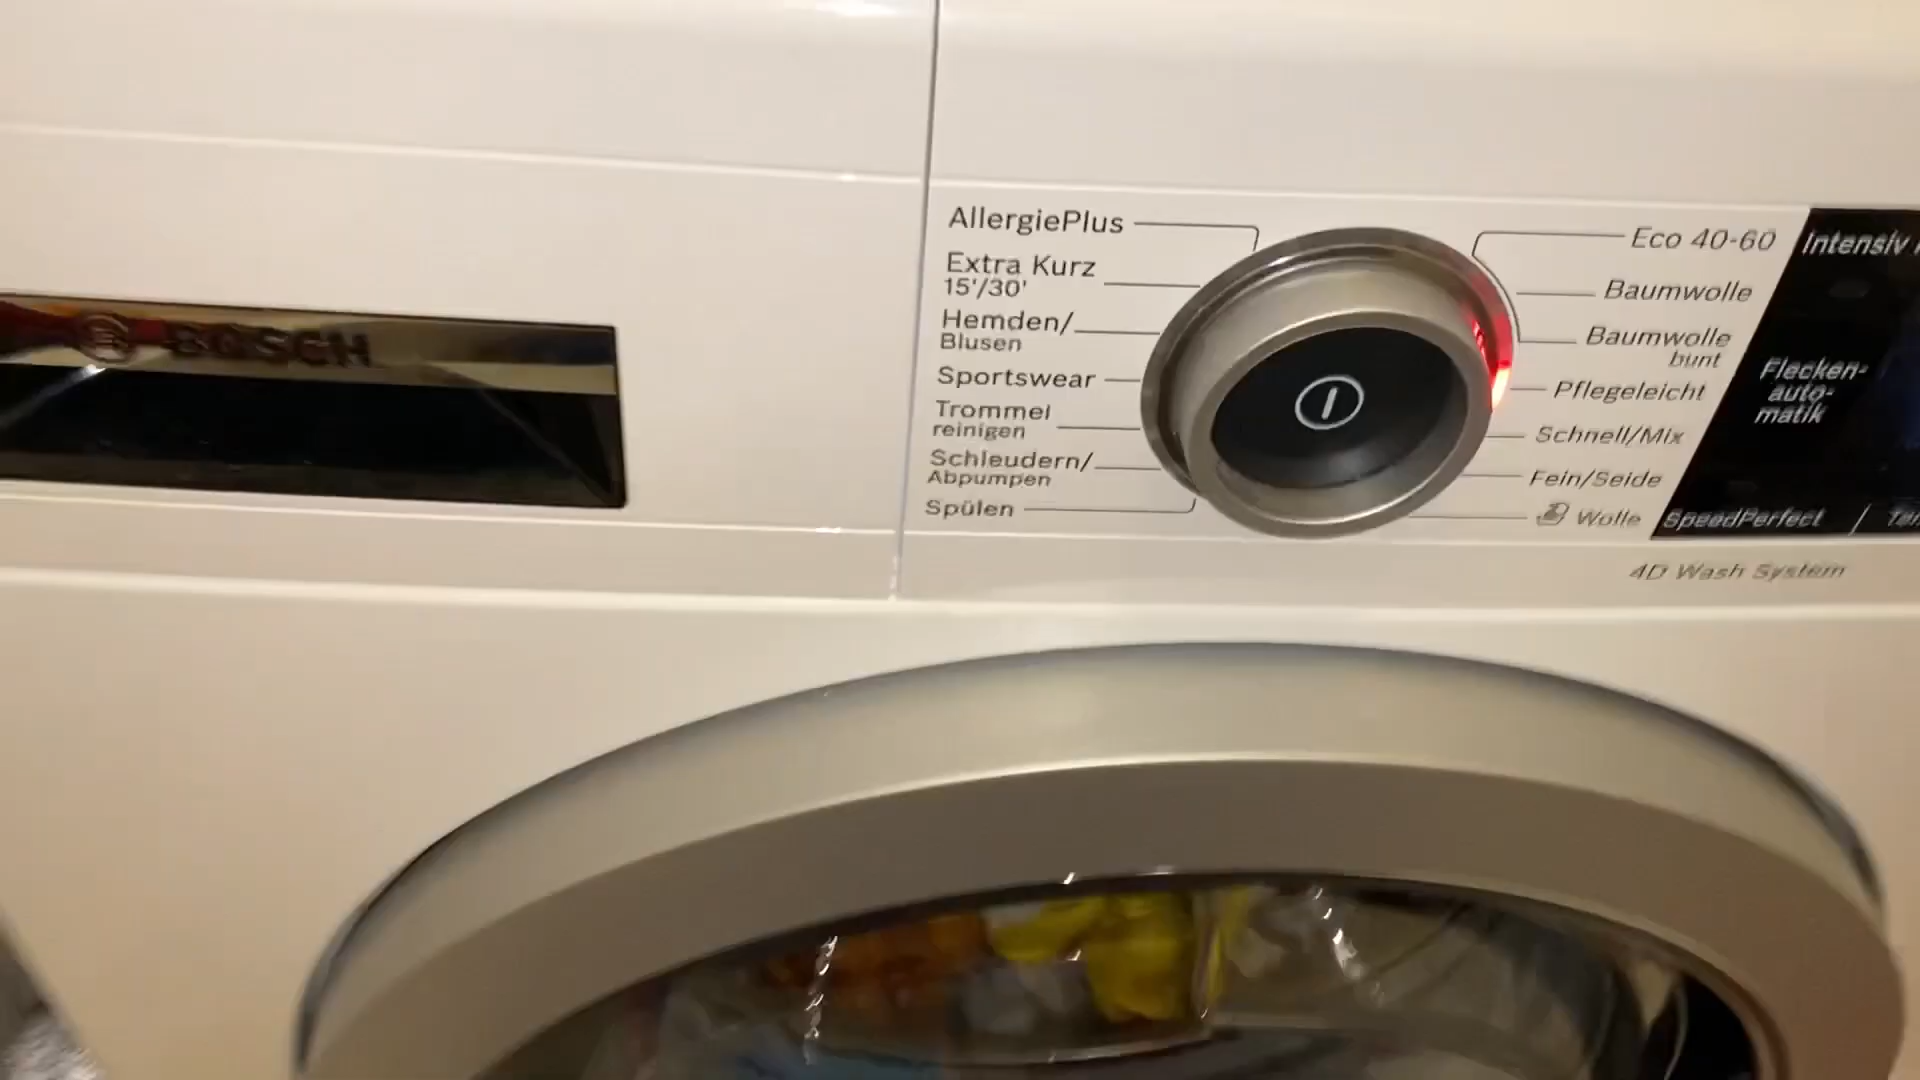 BOSCH
AllergiePlus
Extra Kurz
15'/30'
Hemden/
Blusen
Sportswear
Trommel
reinigen
Schleudern/
Abpumpen
Spülen
Eco 40-60
Baumwolle
Baumwolle
bunt
Pflegeleicht
Schnell/Mix
Fein/Seide
Wolle
Intensiv
Flecken-
auto-
matik
SpeedPerfect
4D Wash System